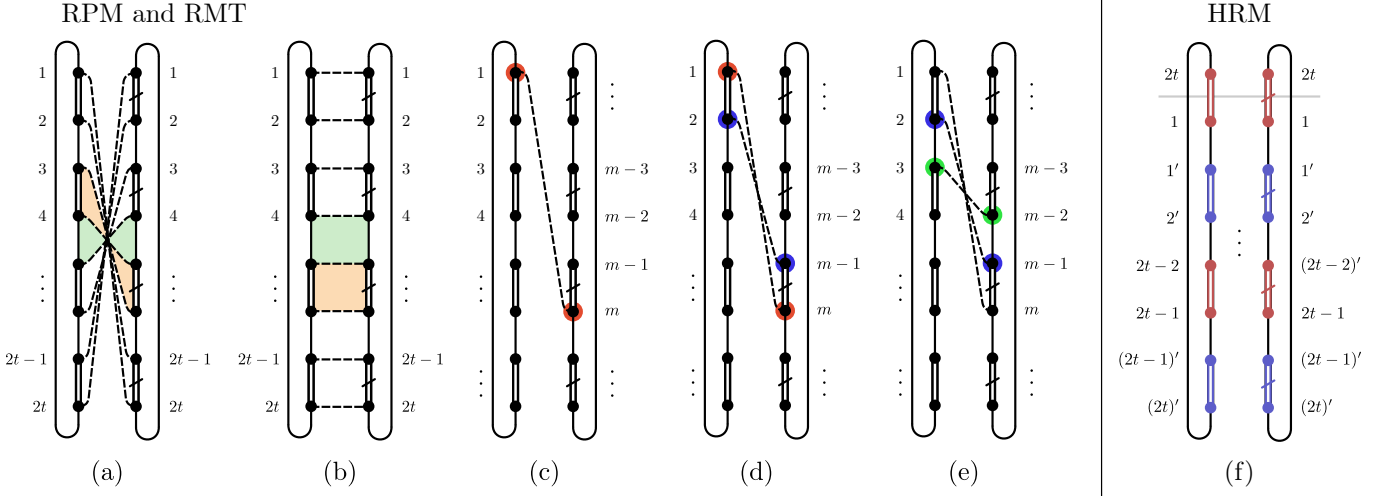 RPM and RMT
HRM
1 1
2 2
3 3
4 4
⋮ ⋮
2t − 1 2t − 1
2t 2t
(a)
1 1
2 2
3 3
4 4
⋮ ⋮
2t − 1 2t − 1
2t 2t
(b)
1 ⋮
2
3 m − 3
4 m − 2
⋮ m − 1
m
⋮ ⋮
(c)
1 ⋮
2
3 m − 3
4 m − 2
⋮ m − 1
m
⋮ ⋮
(d)
1 ⋮
2
3 m − 3
4 m − 2
⋮ m − 1
m
⋮ ⋮
(e)
2t 2t
1 1
1′ 1′
2′ 2′
⋮
2t − 2 (2t − 2)′
2t − 1 2t − 1
(2t − 1)′ (2t − 1)′
(2t)′ (2t)′
(f)